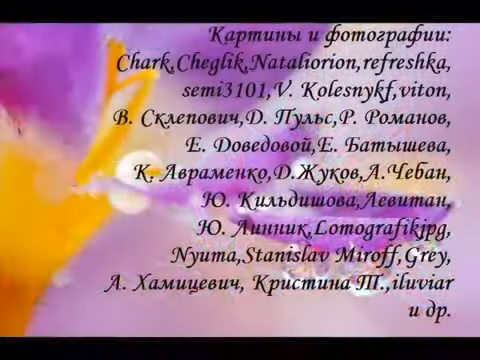 Картины и фотографии:
Chark,Cheglik,Nataliorion,refreshka,
semi3101,V. Kolesnykf,viton,
В. Склепович,Д. Пульс,Р. Романов,
Е. Доведовой,Е. Батышева,
К. Авраменко,Д.Жуков,А.Чебан,
Ю. Кильдишова,Левитан,
Ю. Линник,Lomografikjpg,
Nyuma,Stanislav Miroff,Grey,
А. Хамицевич, Кристина Т.,iluviar
и др.